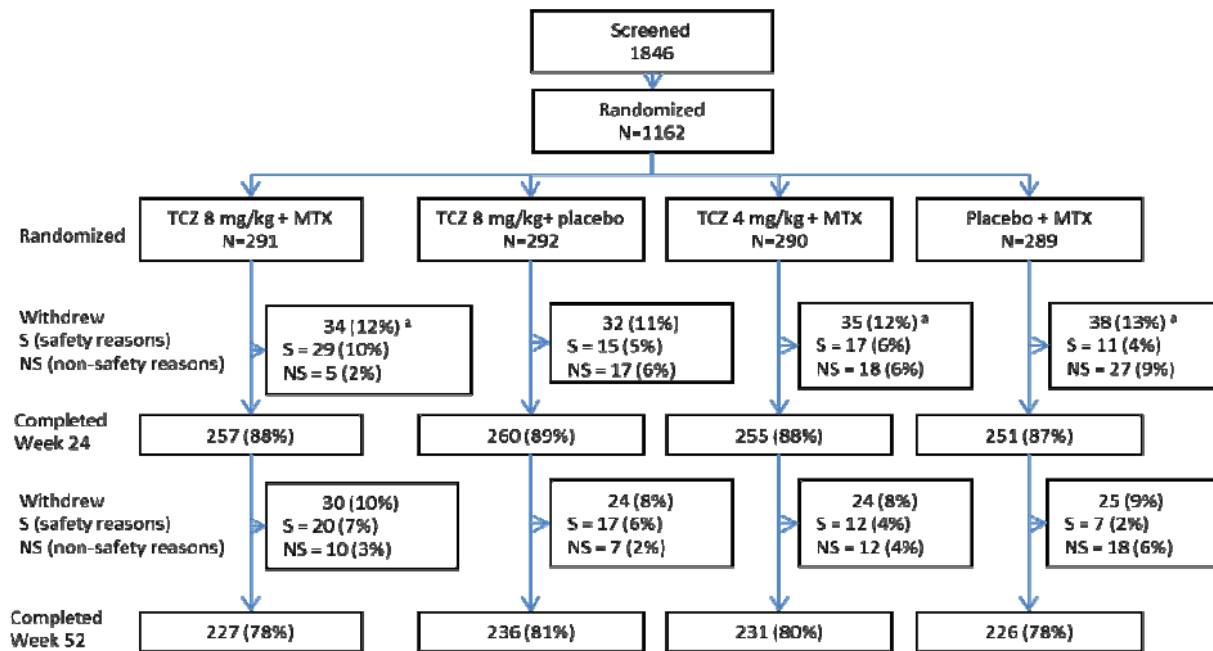 Screened
1846
Randomized
N=1162
Randomized
TCZ 8 mg/kg + MTX
N=291
TCZ 8 mg/kg+ placebo
N=292
TCZ 4 mg/kg + MTX
N=290
Placebo + MTX
N=289
Withdrew
S (safety reasons)
NS (non-safety reasons)
34 (12%) ª
S = 29 (10%)
NS = 5 (2%)
32 (11%)
S = 15 (5%)
NS = 17 (6%)
35 (12%) ª
S = 17 (6%)
NS = 18 (6%)
38 (13%) ª
S = 11 (4%)
NS = 27 (9%)
Completed
Week 24
257 (88%)
260 (89%)
255 (88%)
251 (87%)
Withdrew
S (safety reasons)
NS (non-safety reasons)
30 (10%)
S = 20 (7%)
NS = 10 (3%)
24 (8%)
S = 17 (6%)
NS = 7 (2%)
24 (8%)
S = 12 (4%)
NS = 12 (4%)
25 (9%)
S = 7 (2%)
NS = 18 (6%)
Completed
Week 52
227 (78%)
236 (81%)
231 (80%)
226 (78%)